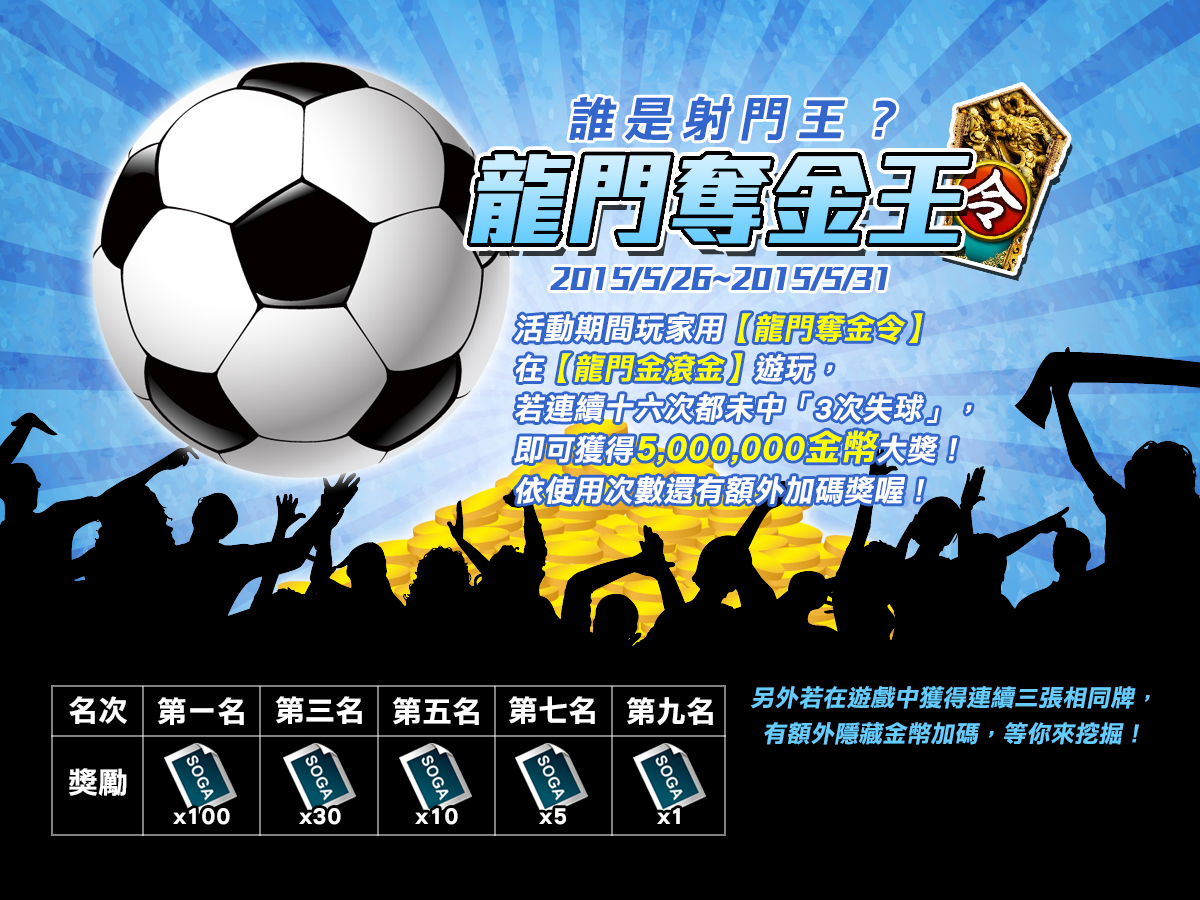 誰是射門王？
龍門奪金王
令
2015/5/26~2015/5/31
活動期間玩家用【龍門奪金令】
在【龍門金滾金】遊玩，
若連續十六次都未中「3次失球」，
即可獲得5,000,000金幣大獎！
依使用次數還有額外加碼獎喔！
名次 第一名 第三名 第五名 第七名 第九名
獎勵 SOGA SOGA SOGA SOGA SOGA
x100 x30 x10 x5 x1
另外若在遊戲中獲得連續三張相同牌，
有額外隱藏金幣加碼，等你來挖掘！